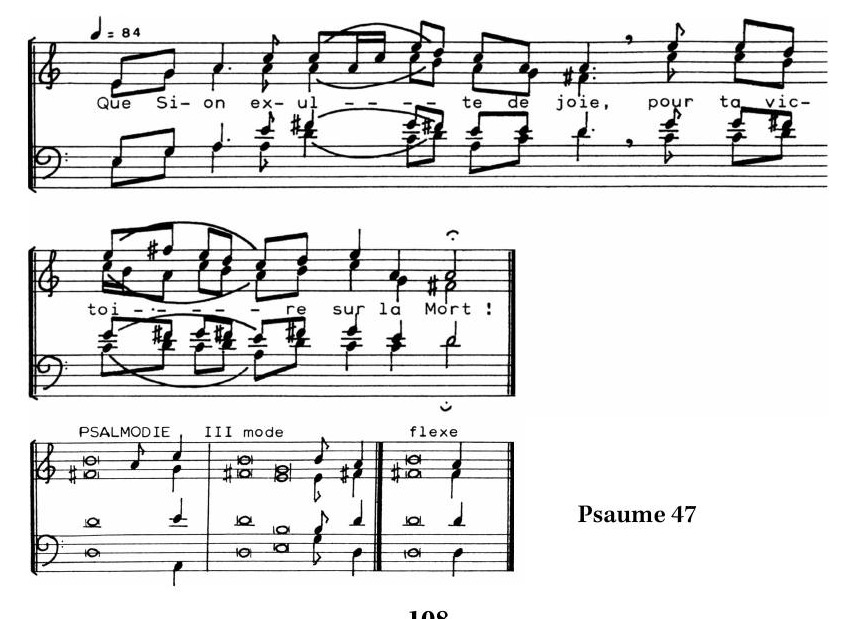 = 84
Que Si- on ex- ul - - - - te de joie, pour ta vic-
toi - - - - - re sur la Mort !
PSALMODIE III mode flexe
Psaume 47
108